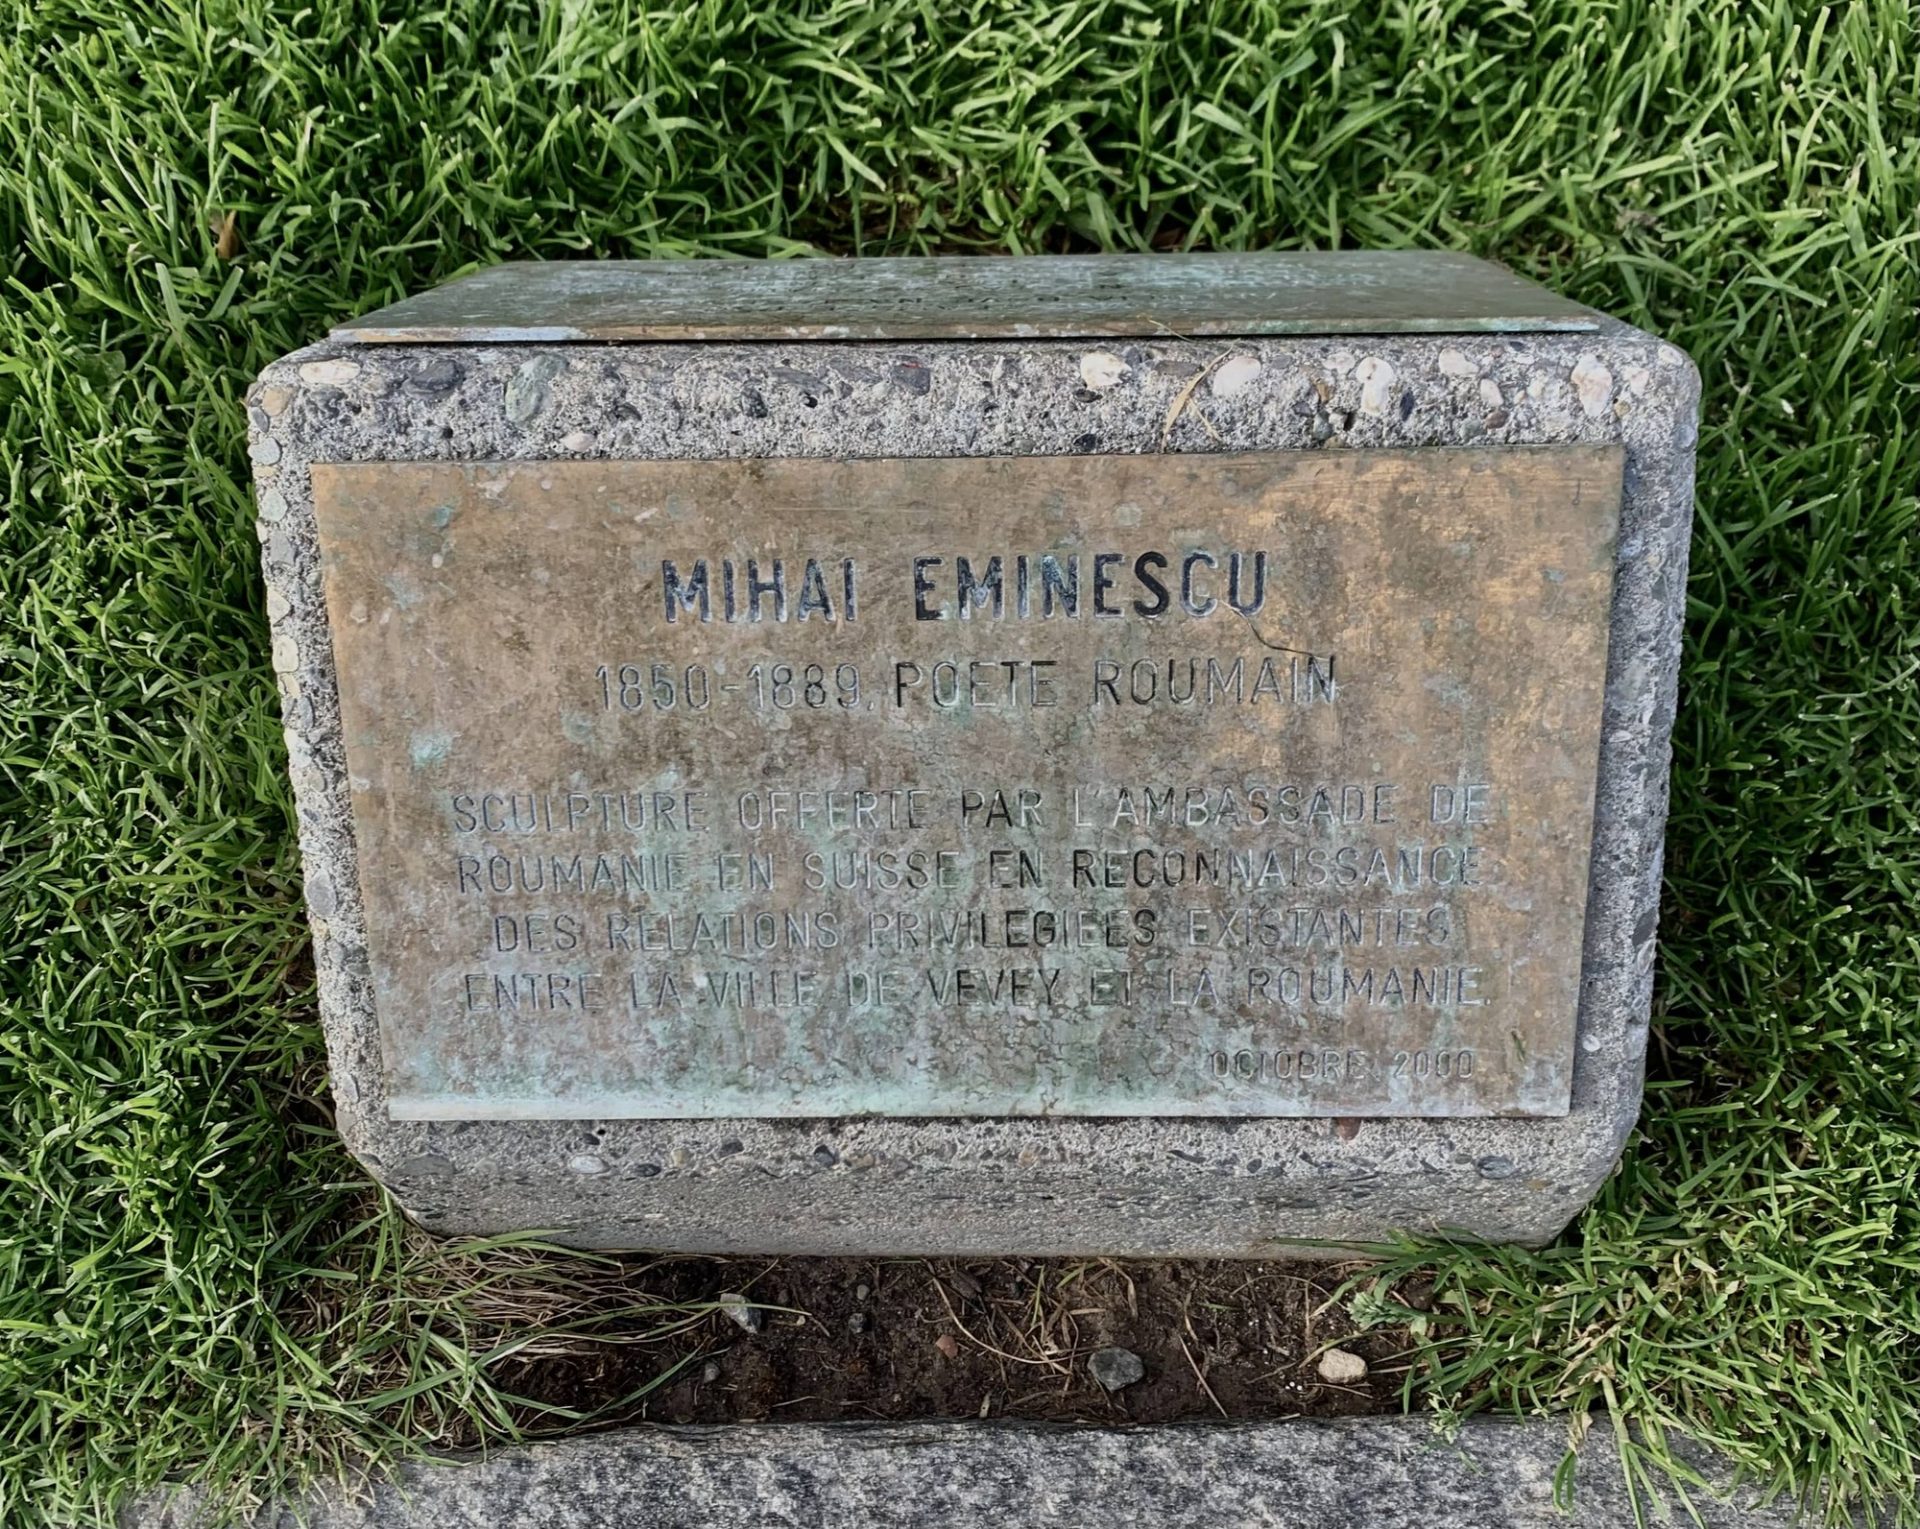 MIHAI EMINESCU
1850-1889, POETE ROUMAIN
SCULPTURE OFFERTE PAR L'AMBASSADE DE
ROUMANIE EN SUISSE EN RECONNAISSANCE
DES RELATIONS PRIVILEGIEES EXISTANTES
ENTRE LA VILLE DE VEVEY ET LA ROUMANIE.
OCTOBRE 2000